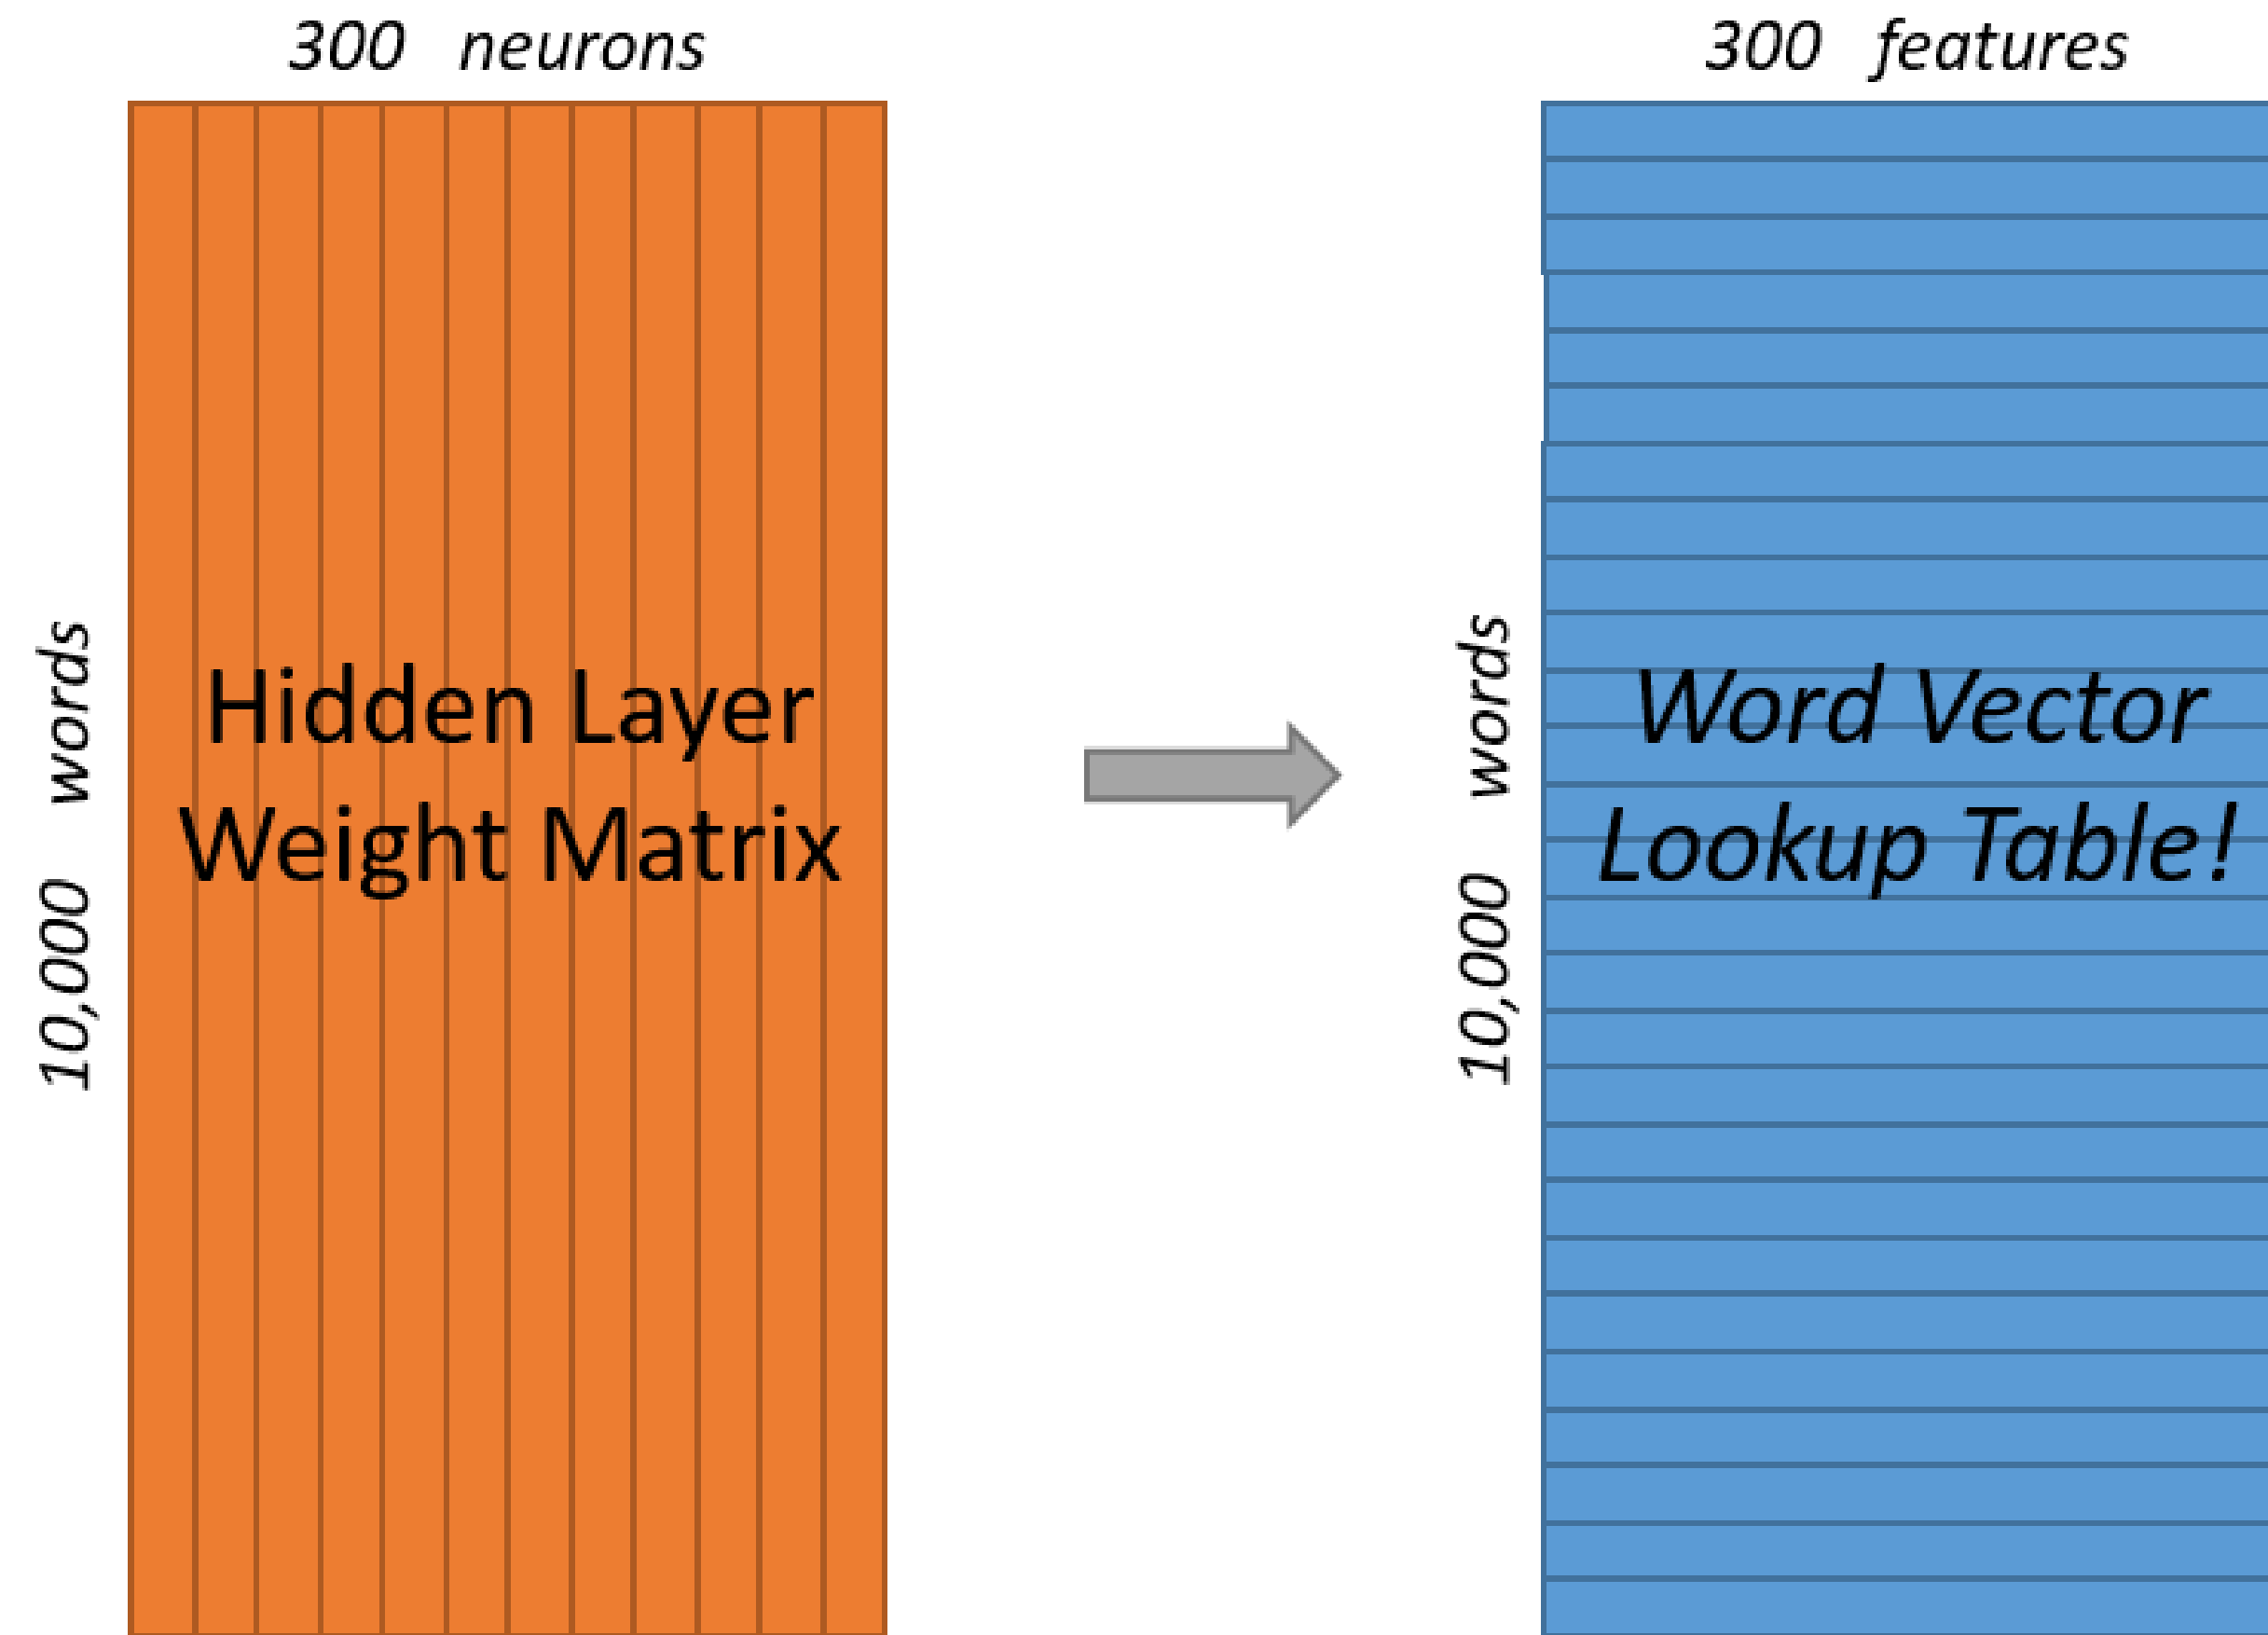 300 neurons
10,000 words
Hidden Layer
Weight Matrix
300 features
10,000 words
Word Vector
Lookup Table!